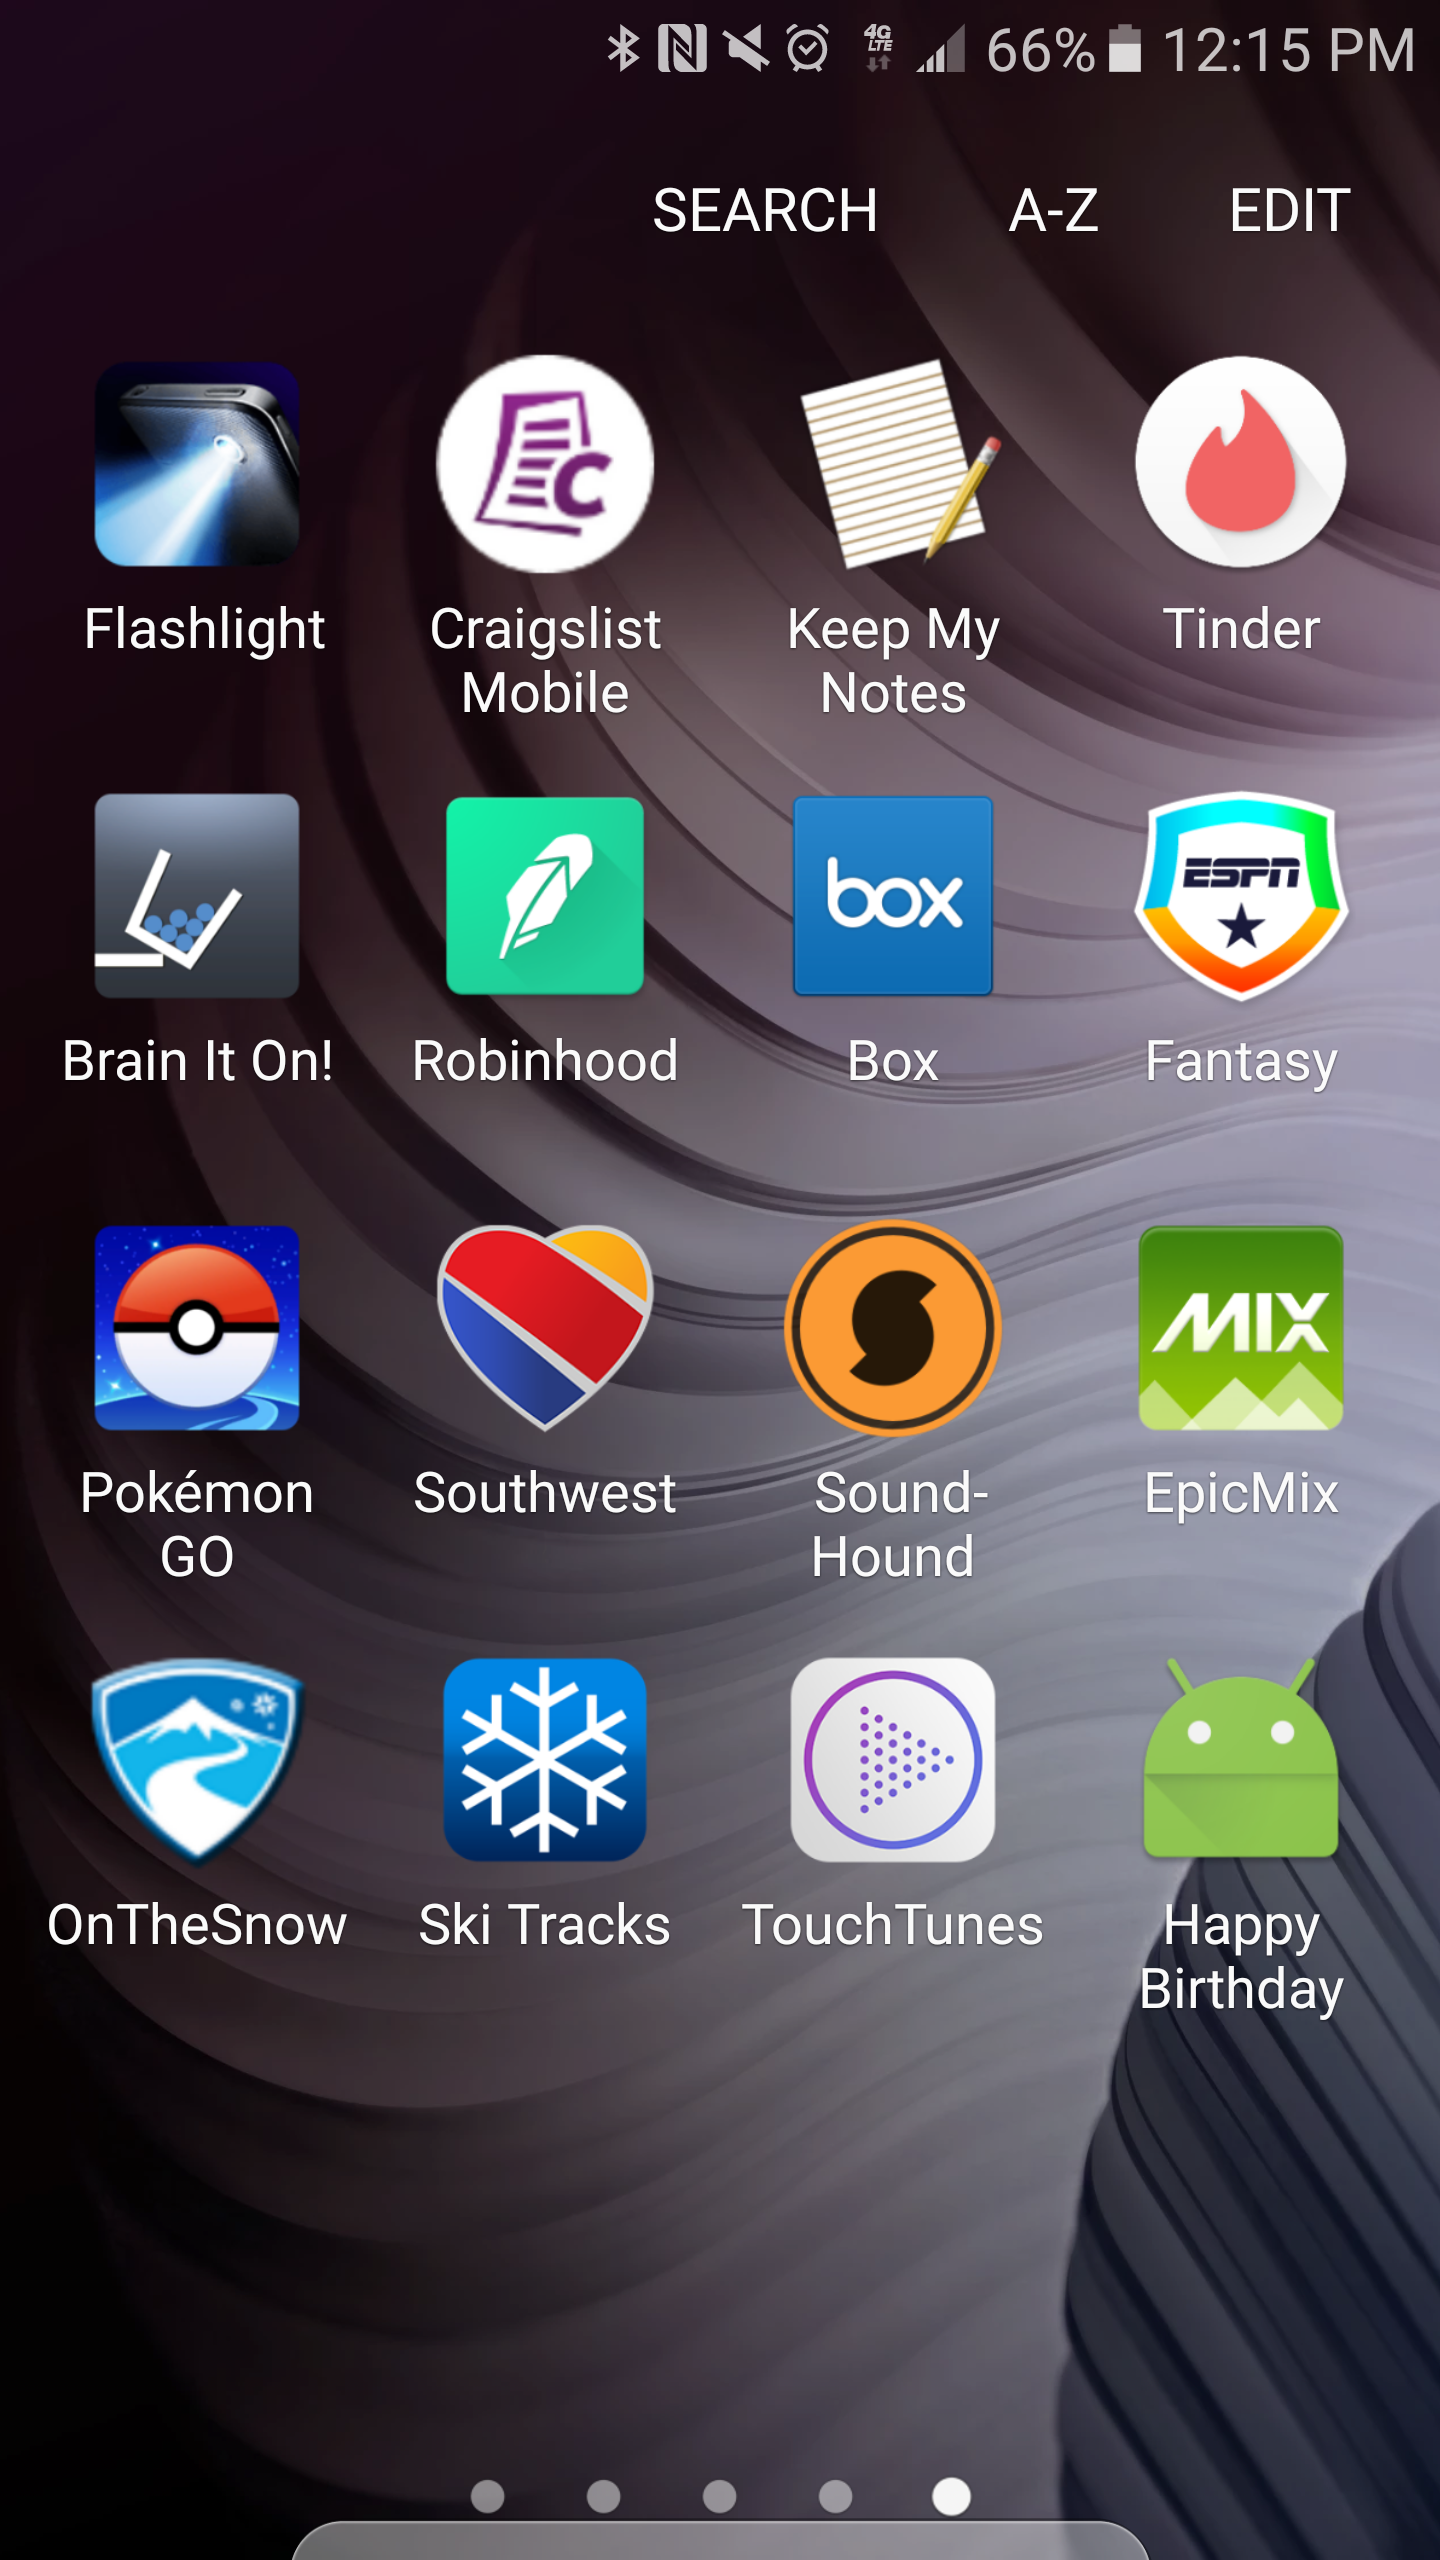 4G
LTE
66%
12:15 PM
SEARCH
A-Z
EDIT
Flashlight
C
Craigslist
Mobile
Keep My
Notes
Tinder
Brain It On!
Robinhood
box
Box
ESPN
Fantasy
Pokémon
GO
Southwest
Sound-
Hound
MIX
EpicMix
OnTheSnow
Ski Tracks
TouchTunes
Happy
Birthday